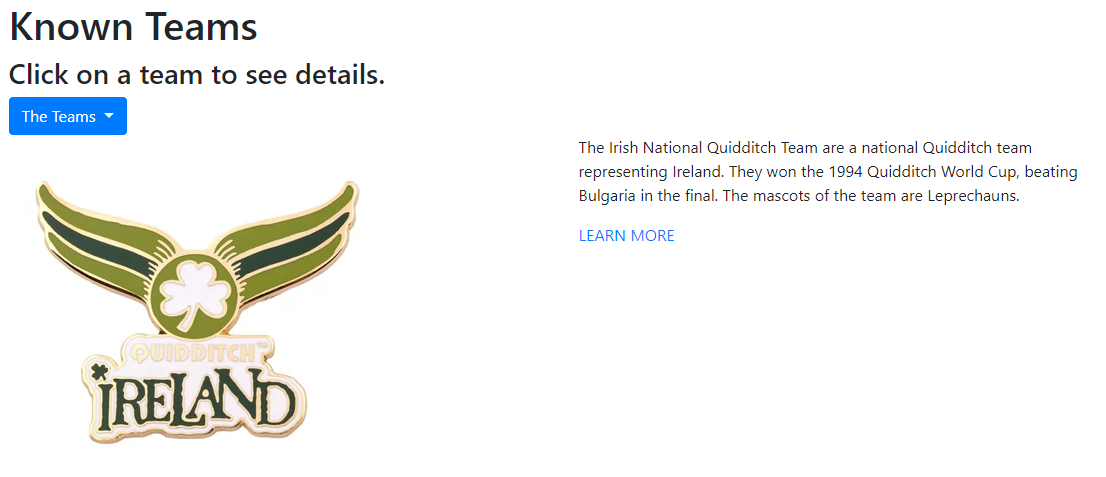 Known Teams
Click on a team to see details.
The Teams
The Irish National Quidditch Team are a national Quidditch team
representing Ireland. They won the 1994 Quidditch World Cup, beating
Bulgaria in the final. The mascots of the team are Leprechauns.
LEARN MORE
QUIDDITCH™
IRELAND